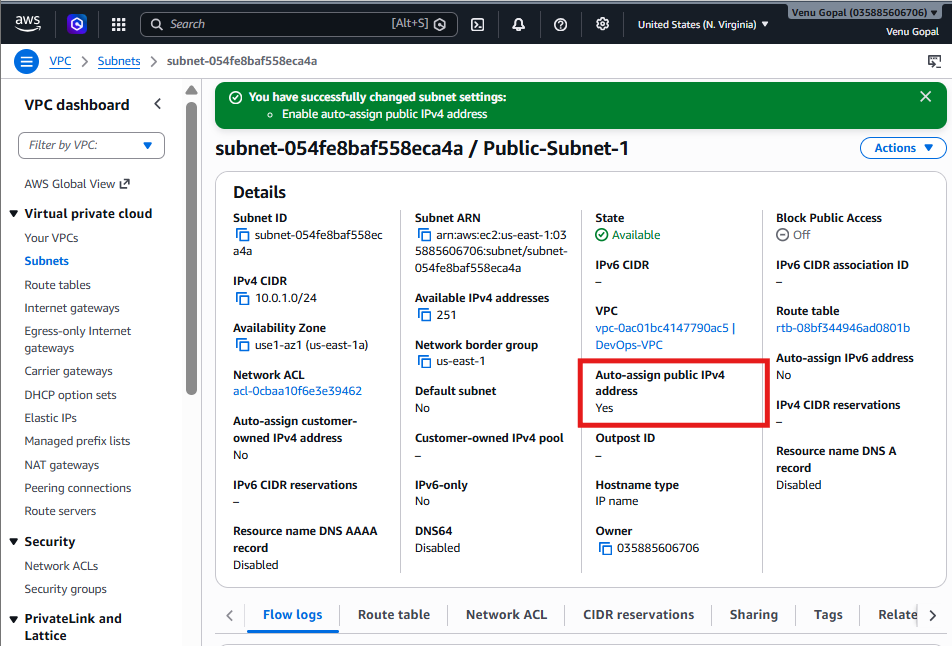 aws
Search
[Alt+S]
United States (N. Virginia)
Venu Gopal (035885606706)
Venu Gopal
VPC
Subnets
subnet-054fe8baf558eca4a
VPC dashboard
Filter by VPC:
AWS Global View
Virtual private cloud
Your VPCs
Subnets
Route tables
Internet gateways
Egress-only Internet
gateways
Carrier gateways
DHCP option sets
Elastic IPs
Managed prefix lists
NAT gateways
Peering connections
Route servers
Security
Network ACLs
Security groups
PrivateLink and
Lattice
You have successfully changed subnet settings:
Enable auto-assign public IPv4 address
subnet-054fe8baf558eca4a / Public-Subnet-1
Actions
Details
Subnet ID
subnet-054fe8baf558ec
a4a
IPv4 CIDR
10.0.1.0/24
Availability Zone
use1-az1 (us-east-1a)
Network ACL
acl-0cbaa10f6e3e39462
Auto-assign customer-
owned IPv4 address
No
IPv6 CIDR reservations
–
Resource name DNS AAAA
record
Disabled
Subnet ARN
arn:aws:ec2:us-east-1:03
5885606706:subnet/subnet-
054fe8baf558eca4a
Available IPv4 addresses
251
Network border group
us-east-1
Default subnet
No
Customer-owned IPv4 pool
–
IPv6-only
No
DNS64
Disabled
State
Available
IPv6 CIDR
–
VPC
vpc-0ac01bc4147790ac5 |
DevOps-VPC
Auto-assign public IPv4
address
Yes
Outpost ID
–
Hostname type
IP name
Owner
035885606706
Block Public Access
Off
IPv6 CIDR association ID
–
Route table
rtb-08bf344946ad0801b
Auto-assign IPv6 address
No
IPv4 CIDR reservations
–
Resource name DNS A
record
Disabled
Flow logs
Route table
Network ACL
CIDR reservations
Sharing
Tags
Relate